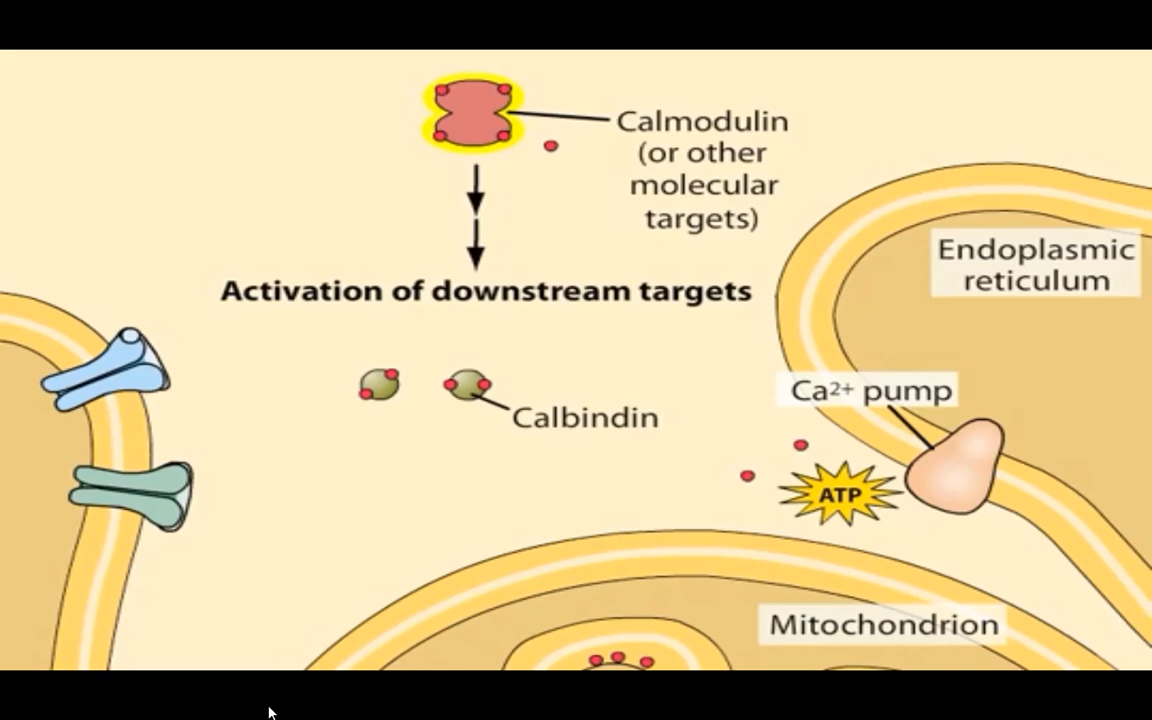 Calmodulin
(or other
molecular
targets)
Endoplasmic
reticulum
Activation of downstream targets
Ca²⁺ pump
Calbindin
ATP
Mitochondrion